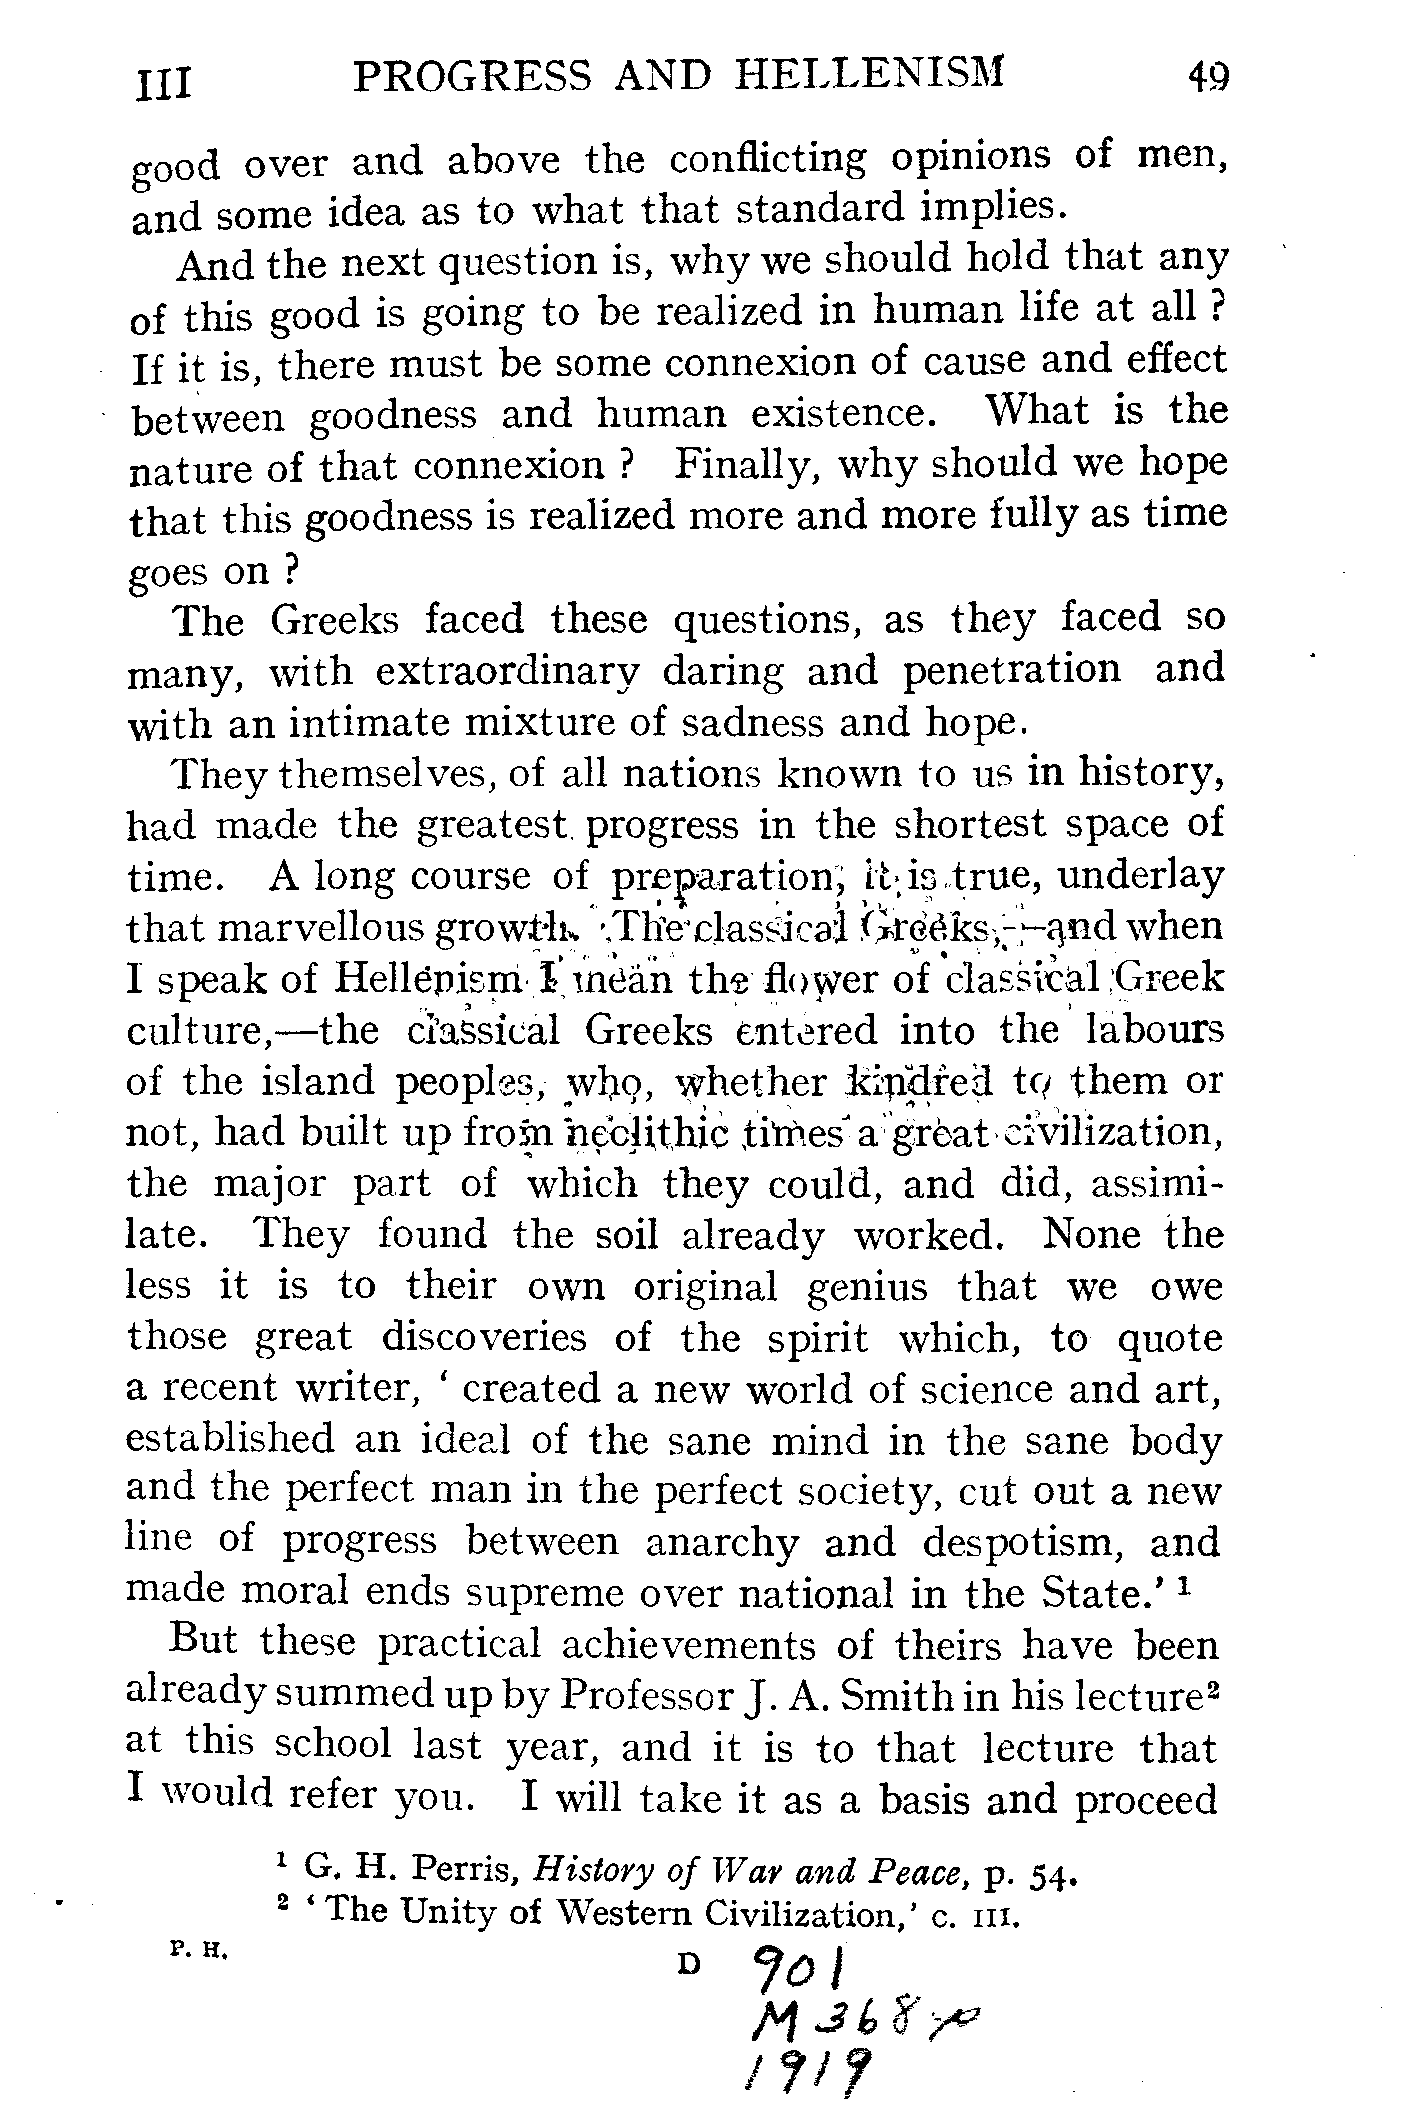 III PROGRESS AND HELLENISM 49
good over and above the conflicting opinions of men,
and some idea as to what that standard implies.
And the next question is, why we should hold that any
of this good is going to be realized in human life at all ?
If it is, there must be some connexion of cause and effect
between goodness and human existence. What is the
nature of that connexion ? Finally, why should we hope
that this goodness is realized more and more fully as time
goes on ?
The Greeks faced these questions, as they faced so
many, with extraordinary daring and penetration and
with an intimate mixture of sadness and hope.
They themselves, of all nations known to us in history,
had made the greatest progress in the shortest space of
time. A long course of preparation, it is true, underlay
that marvellous growth. The classical Greeks,—and when
I speak of Hellenism I mean the flower of classical Greek
culture,—the classical Greeks entered into the labours
of the island peoples, who, whether kindred to them or
not, had built up from neolithic times a great civilization,
the major part of which they could, and did, assimi-
late. They found the soil already worked. None the
less it is to their own original genius that we owe
those great discoveries of the spirit which, to quote
a recent writer, ‘ created a new world of science and art,
established an ideal of the sane mind in the sane body
and the perfect man in the perfect society, cut out a new
line of progress between anarchy and despotism, and
made moral ends supreme over national in the State.’ ¹
But these practical achievements of theirs have been
already summed up by Professor J. A. Smith in his lecture²
at this school last year, and it is to that lecture that
I would refer you. I will take it as a basis and proceed
¹ G. H. Perris, History of War and Peace, p. 54.
² ‘ The Unity of Western Civilization,’ c. III.
P. H. D 901
M 368 p
1919